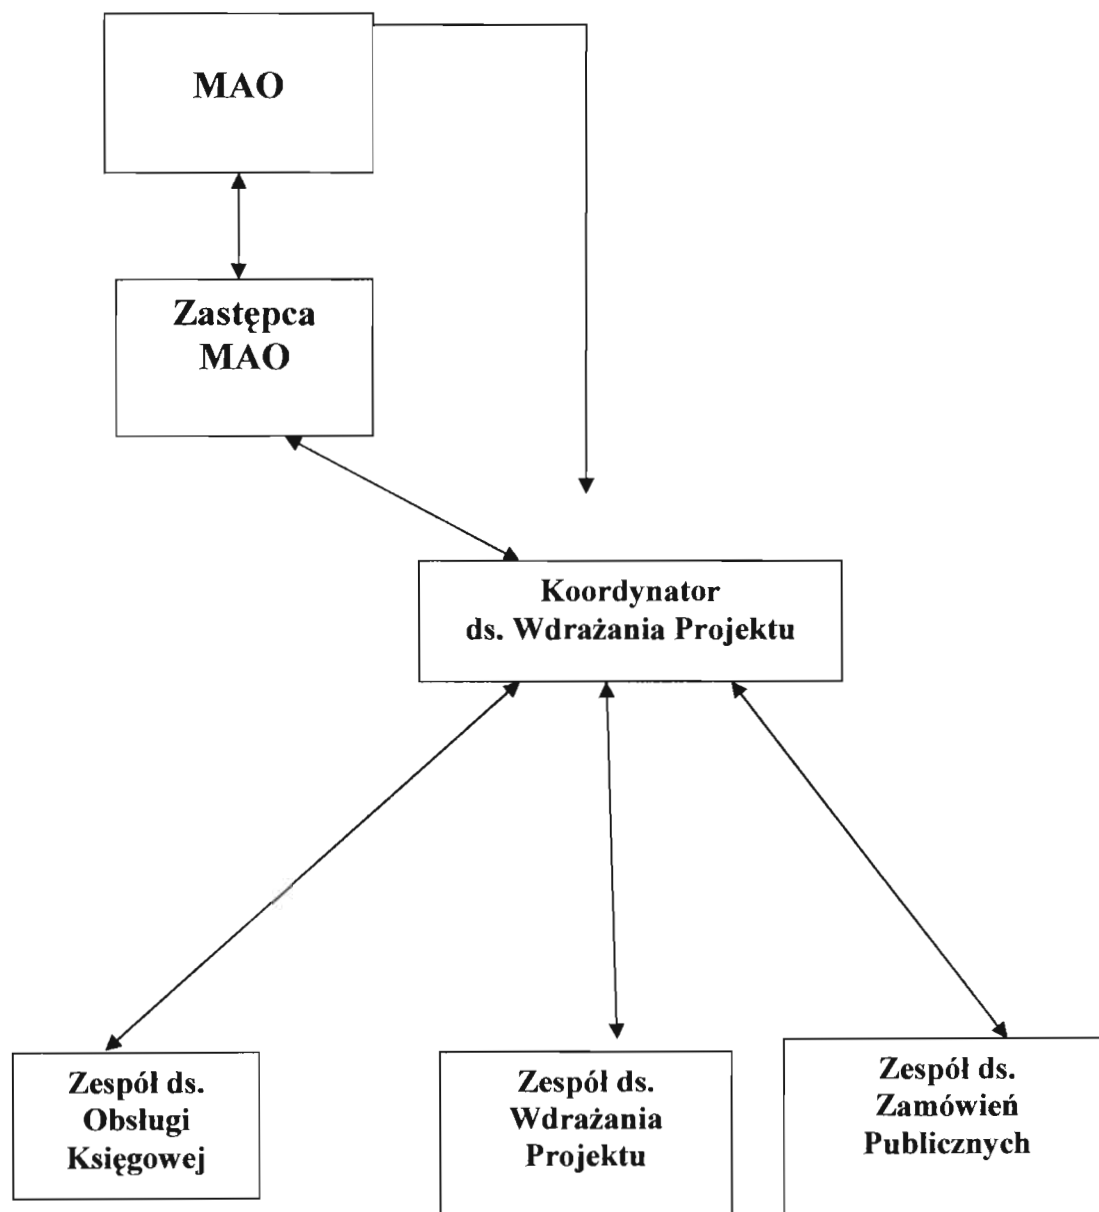 MAO
Zastępca
MAO
Koordynator
ds. Wdrażania Projektu
Zespół ds.
Obsługi
Księgowej
Zespół ds.
Wdrażania
Projektu
Zespół ds.
Zamówień
Publicznych